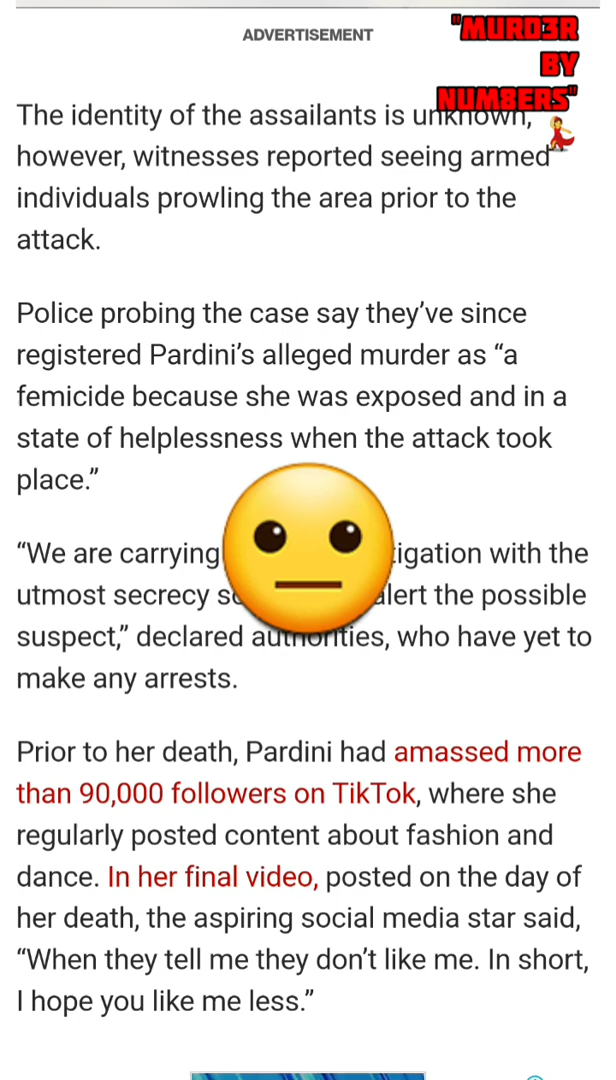 ADVERTISEMENT
"MURD3R
BY
NUM8ERS"
The identity of the assailants is unknown,
however, witnesses reported seeing armed
individuals prowling the area prior to the
attack.
Police probing the case say they’ve since
registered Pardini’s alleged murder as “a
femicide because she was exposed and in a
state of helplessness when the attack took
place.”
“We are carrying tigation with the
utmost secrecy alert the possible
suspect,” declared authorities, who have yet to
make any arrests.
Prior to her death, Pardini had amassed more
than 90,000 followers on TikTok, where she
regularly posted content about fashion and
dance. In her final video, posted on the day of
her death, the aspiring social media star said,
“When they tell me they don’t like me. In short,
I hope you like me less.”